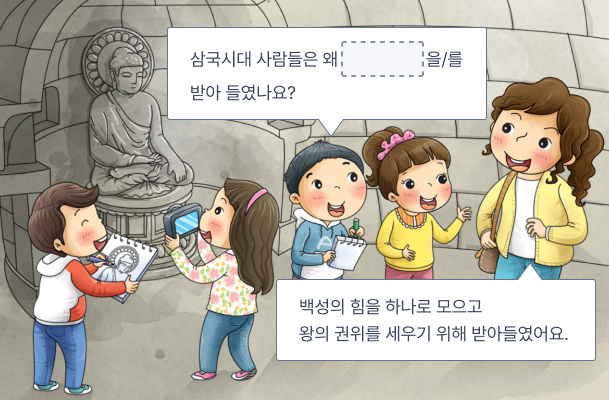 삼국시대 사람들은 왜 을/를
받아 들였나요?
백성의 힘을 하나로 모으고
왕의 권위를 세우기 위해 받아들였어요.